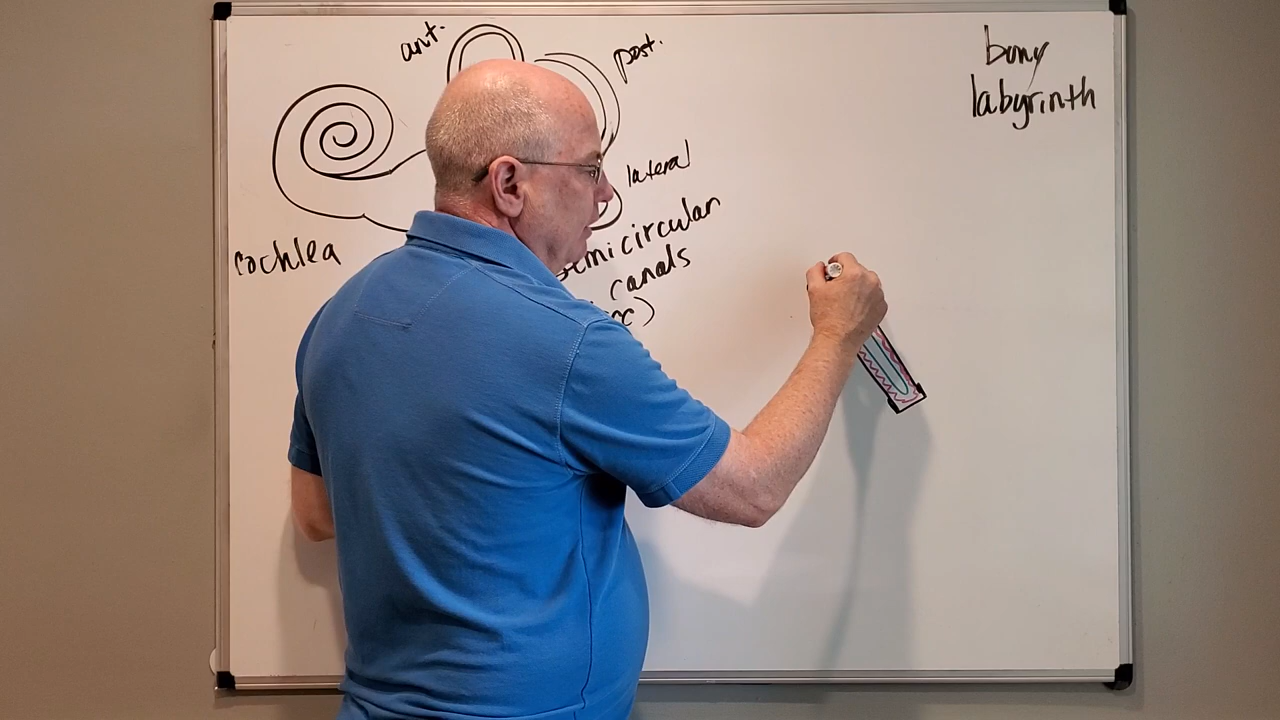 ant.
post.
bony
labyrinth
lateral
cochlea
semicircular
canals